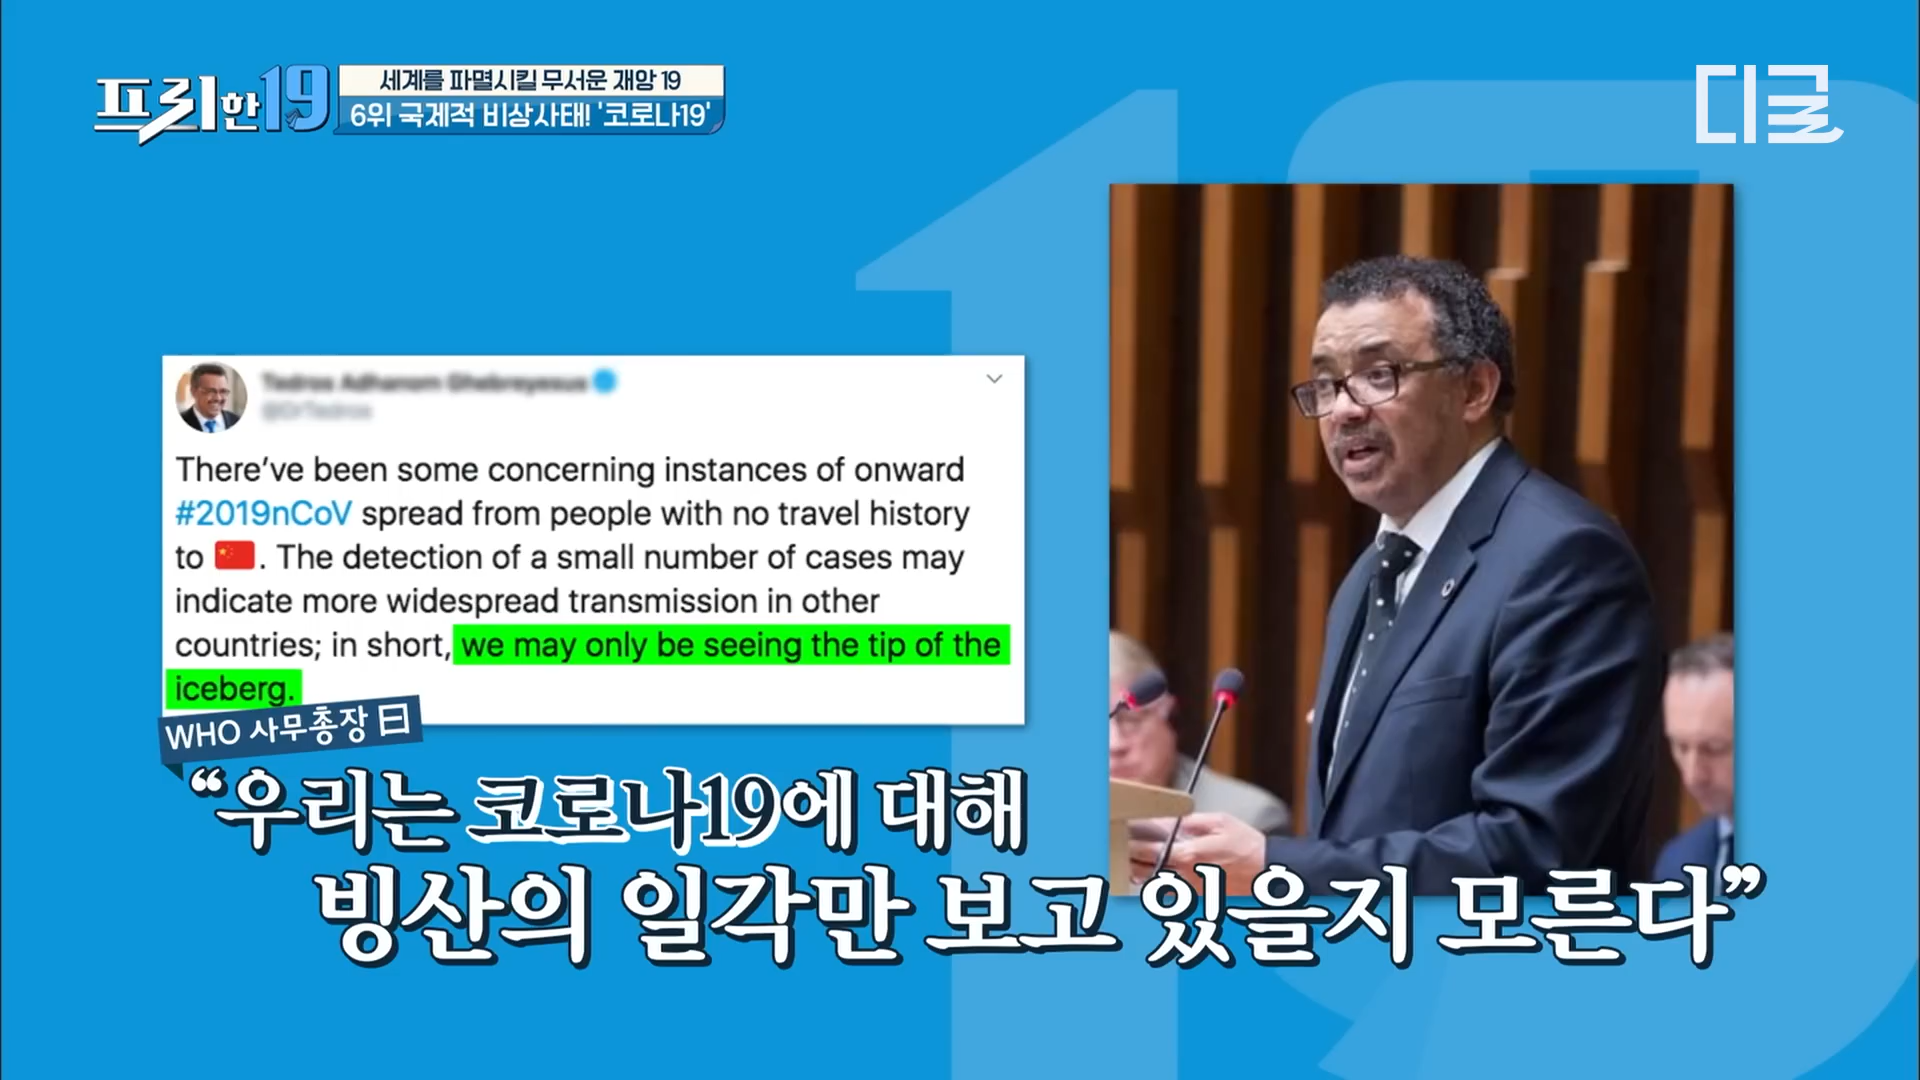 프리한19
세계를 파멸시킬 무서운 재앙 19
6위 국제적 비상사태! '코로나19'
디글
Tedros Adhanom Ghebreyesus
@DrTedros
There’ve been some concerning instances of onward
#2019nCoV spread from people with no travel history
to 🇨🇳. The detection of a small number of cases may
indicate more widespread transmission in other
countries; in short, we may only be seeing the tip of the
iceberg.
WHO 사무총장 曰
“우리는 코로나19에 대해
빙산의 일각만 보고 있을지 모른다”